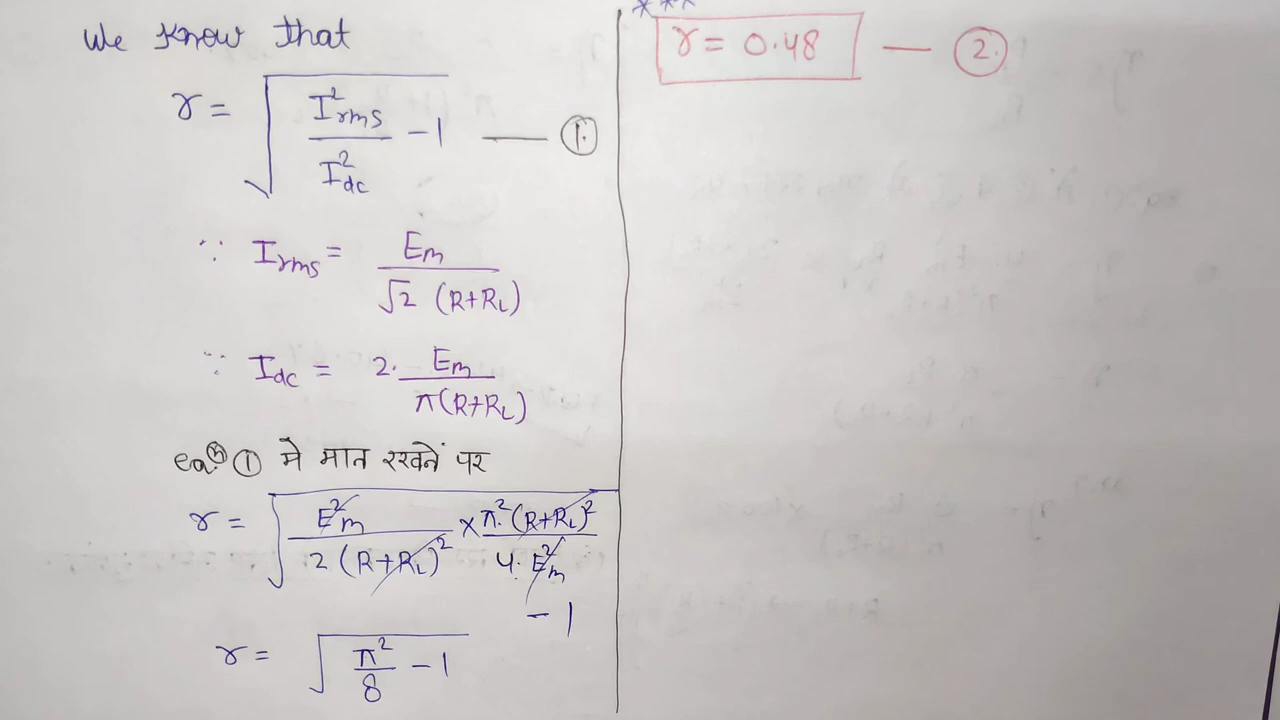 We know that
γ = √(I²rms / I²dc - 1) — ①
∵ Irms = Em / √2 (R+RL)
∵ Idc = 2. Em / π(R+RL)
eqⁿ ① मे मान रखनें पर
γ = √(E²m / 2 (R+RL)² × π² (R+RL)² / 4. E²m - 1)
γ = √(π² / 8 - 1)
***
γ = 0.48 — ②